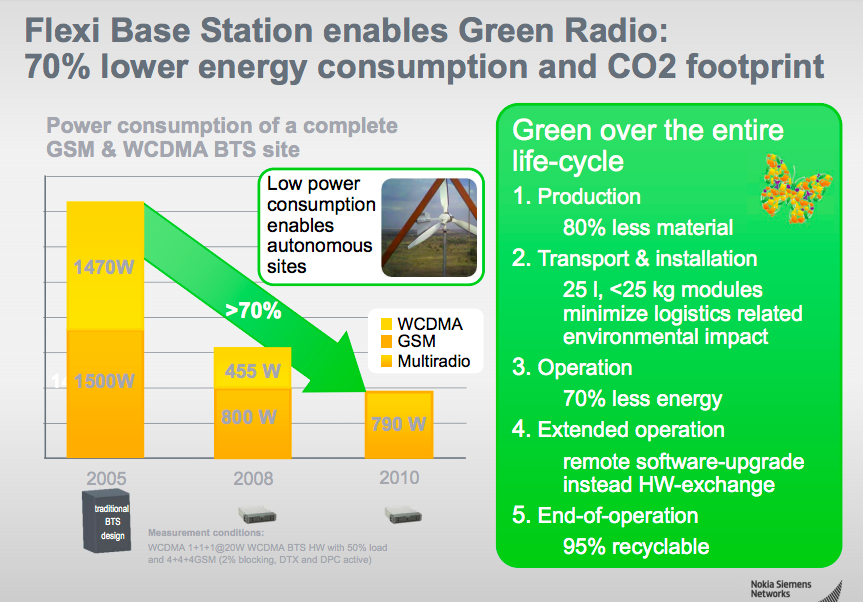 Flexi Base Station enables Green Radio:
70% lower energy consumption and CO2 footprint
Power consumption of a complete
GSM & WCDMA BTS site
Low power
consumption
enables
autonomous
sites
1470W
1500W
>70%
WCDMA
GSM
Multiradio
455 W
800 W
790 W
2005
2008
2010
traditional
BTS
design
Measurement conditions:
WCDMA 1+1+1@20W WCDMA BTS HW with 50% load
and 4+4+4GSM (2% blocking, DTX and DPC active)
Green over the entire
life-cycle
1. Production
80% less material
2. Transport & installation
25 l, <25 kg modules
minimize logistics related
environmental impact
3. Operation
70% less energy
4. Extended operation
remote software-upgrade
instead HW-exchange
5. End-of-operation
95% recyclable
Nokia Siemens
Networks